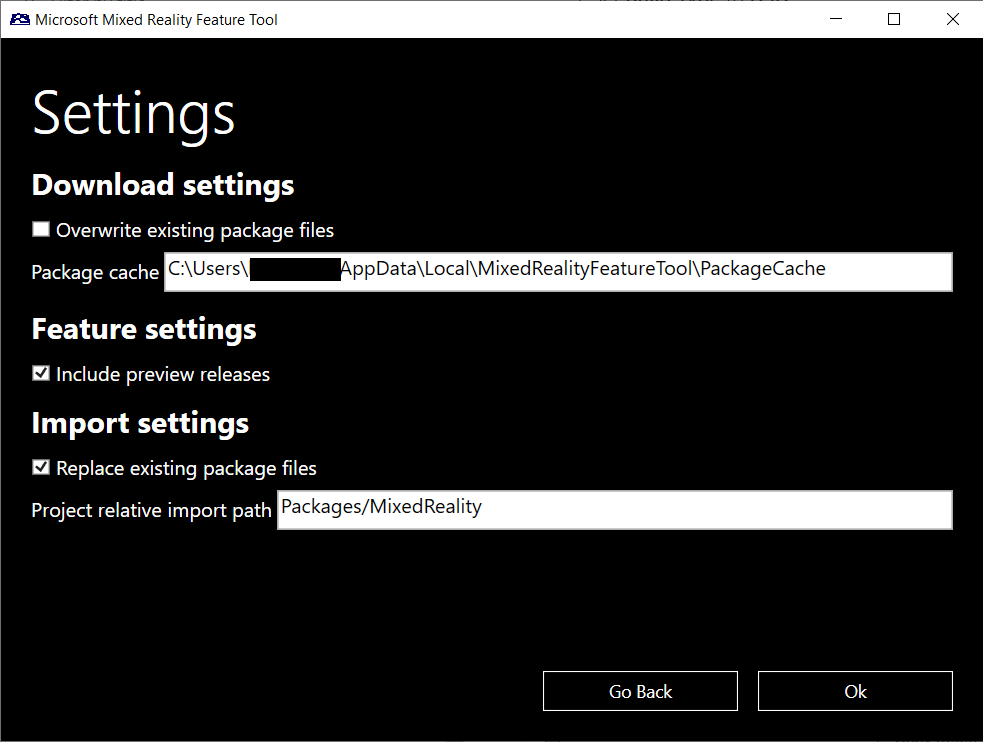 Microsoft Mixed Reality Feature Tool
Settings
Download settings
Overwrite existing package files
Package cache C:\Users\ AppData\Local\MixedRealityFeatureTool\PackageCache
Feature settings
Include preview releases
Import settings
Replace existing package files
Project relative import path Packages/MixedReality
Go Back Ok